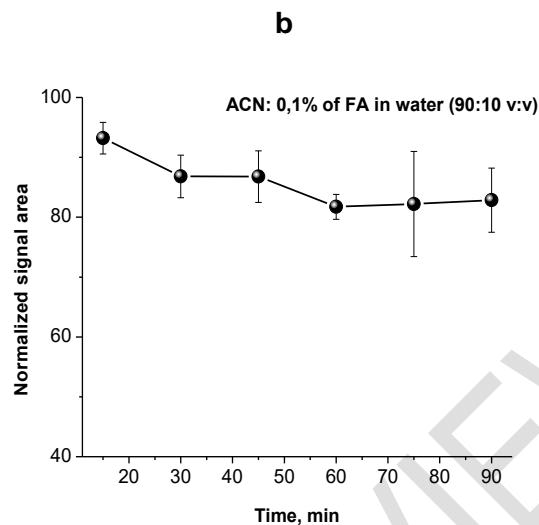 b
ACN: 0,1% of FA in water (90:10 v:v)
Normalized signal area
100
80
60
40
20 30 40 50 60 70 80 90
Time, min